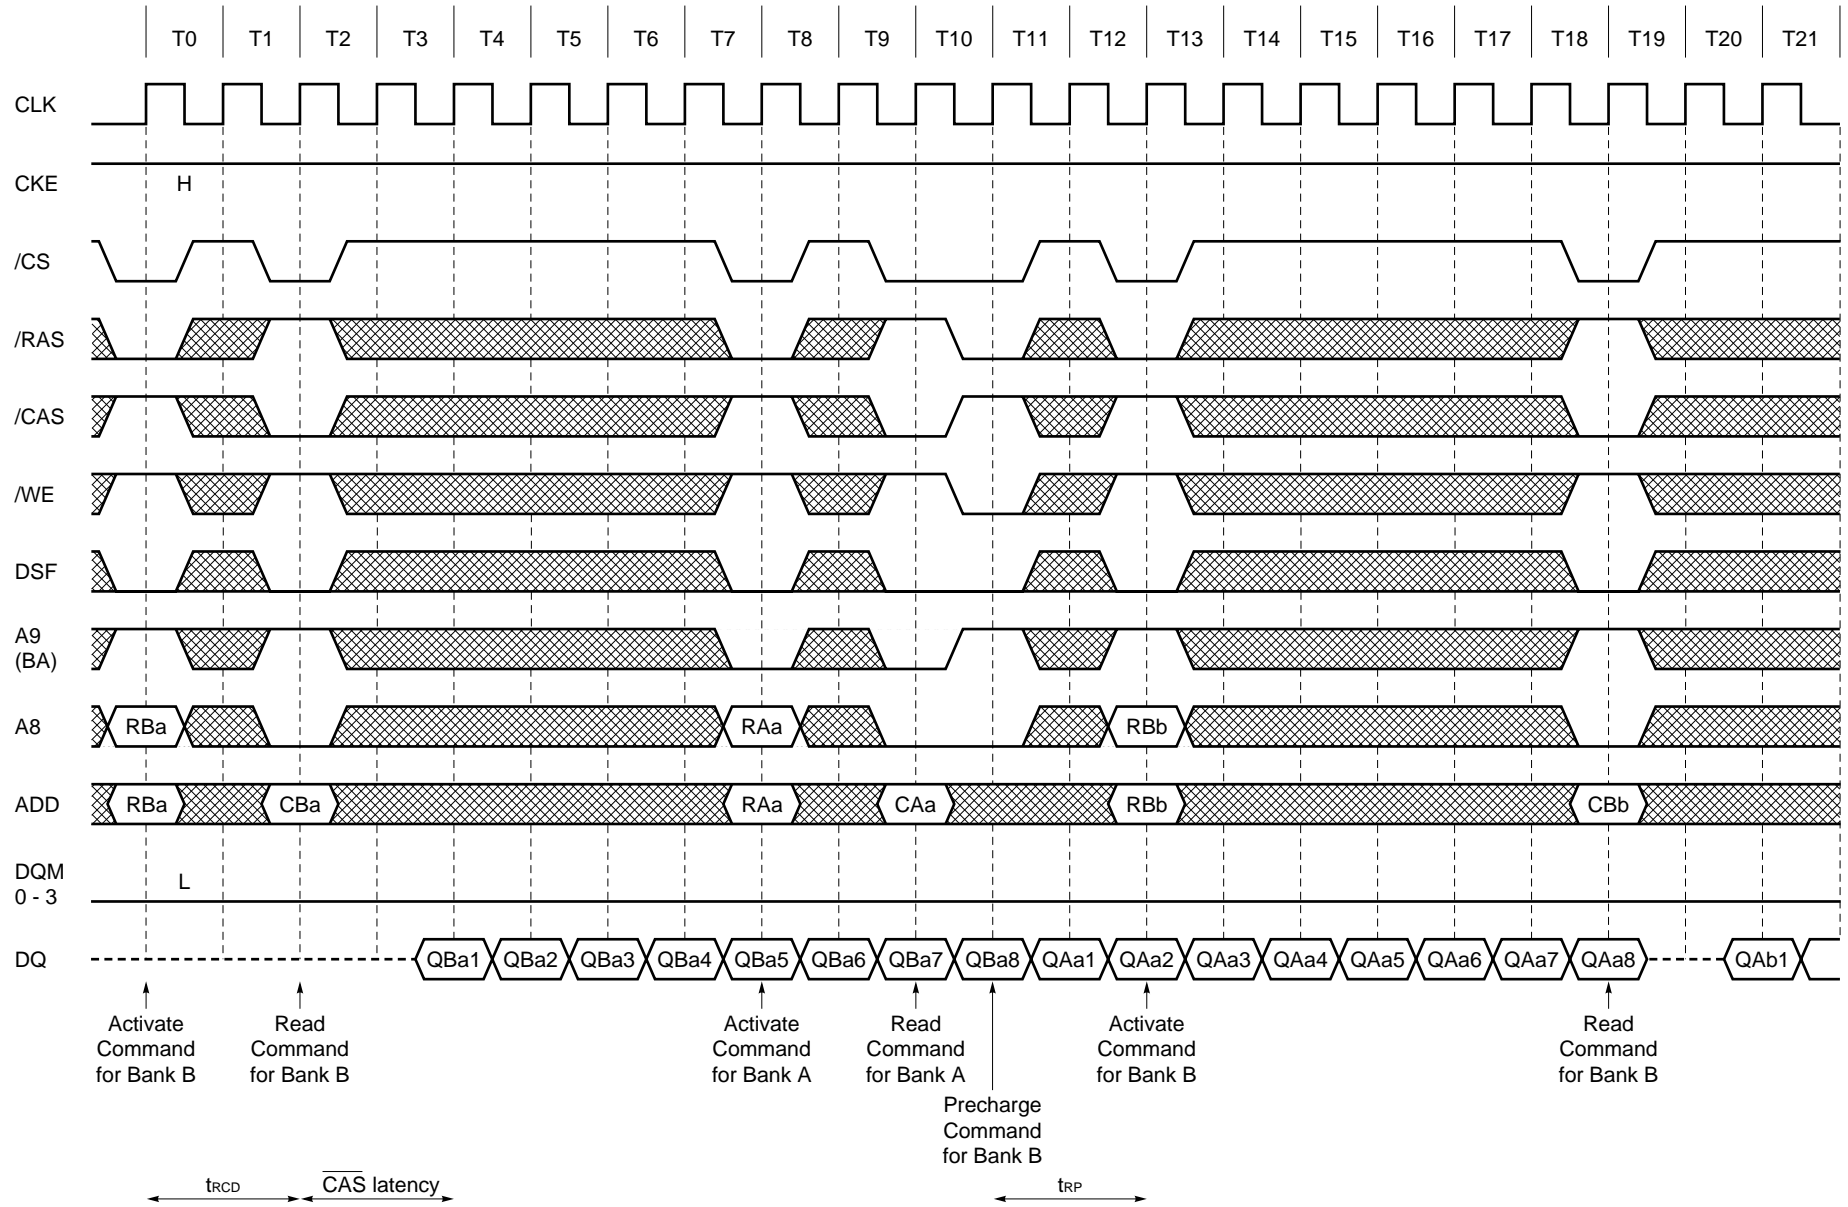 T0 T1 T2 T3 T4 T5 T6 T7 T8 T9 T10 T11 T12 T13 T14 T15 T16 T17 T18 T19 T20 T21
CLK
CKE
H
/CS
/RAS
/CAS
/WE
DSF
A9
(BA)
A8 RBa RAa RBb
ADD RBa CBa RAa CAa RBb CBb
DQM
0 - 3
L
DQ QBa1 QBa2 QBa3 QBa4 QBa5 QBa6 QBa7 QBa8 QAa1 QAa2 QAa3 QAa4 QAa5 QAa6 QAa7 QAa8 QAb1
Activate
Command
for Bank B
Read
Command
for Bank B
Activate
Command
for Bank A
Read
Command
for Bank A
Precharge
Command
for Bank B
Activate
Command
for Bank B
Read
Command
for Bank B
tRCD
CAS latency
tRP